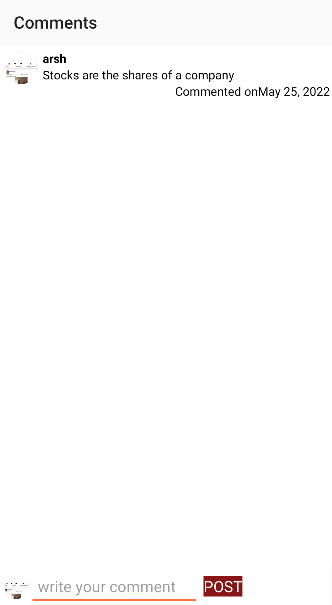 Comments
arsh
Stocks are the shares of a company
Commented onMay 25, 2022
write your comment
POST